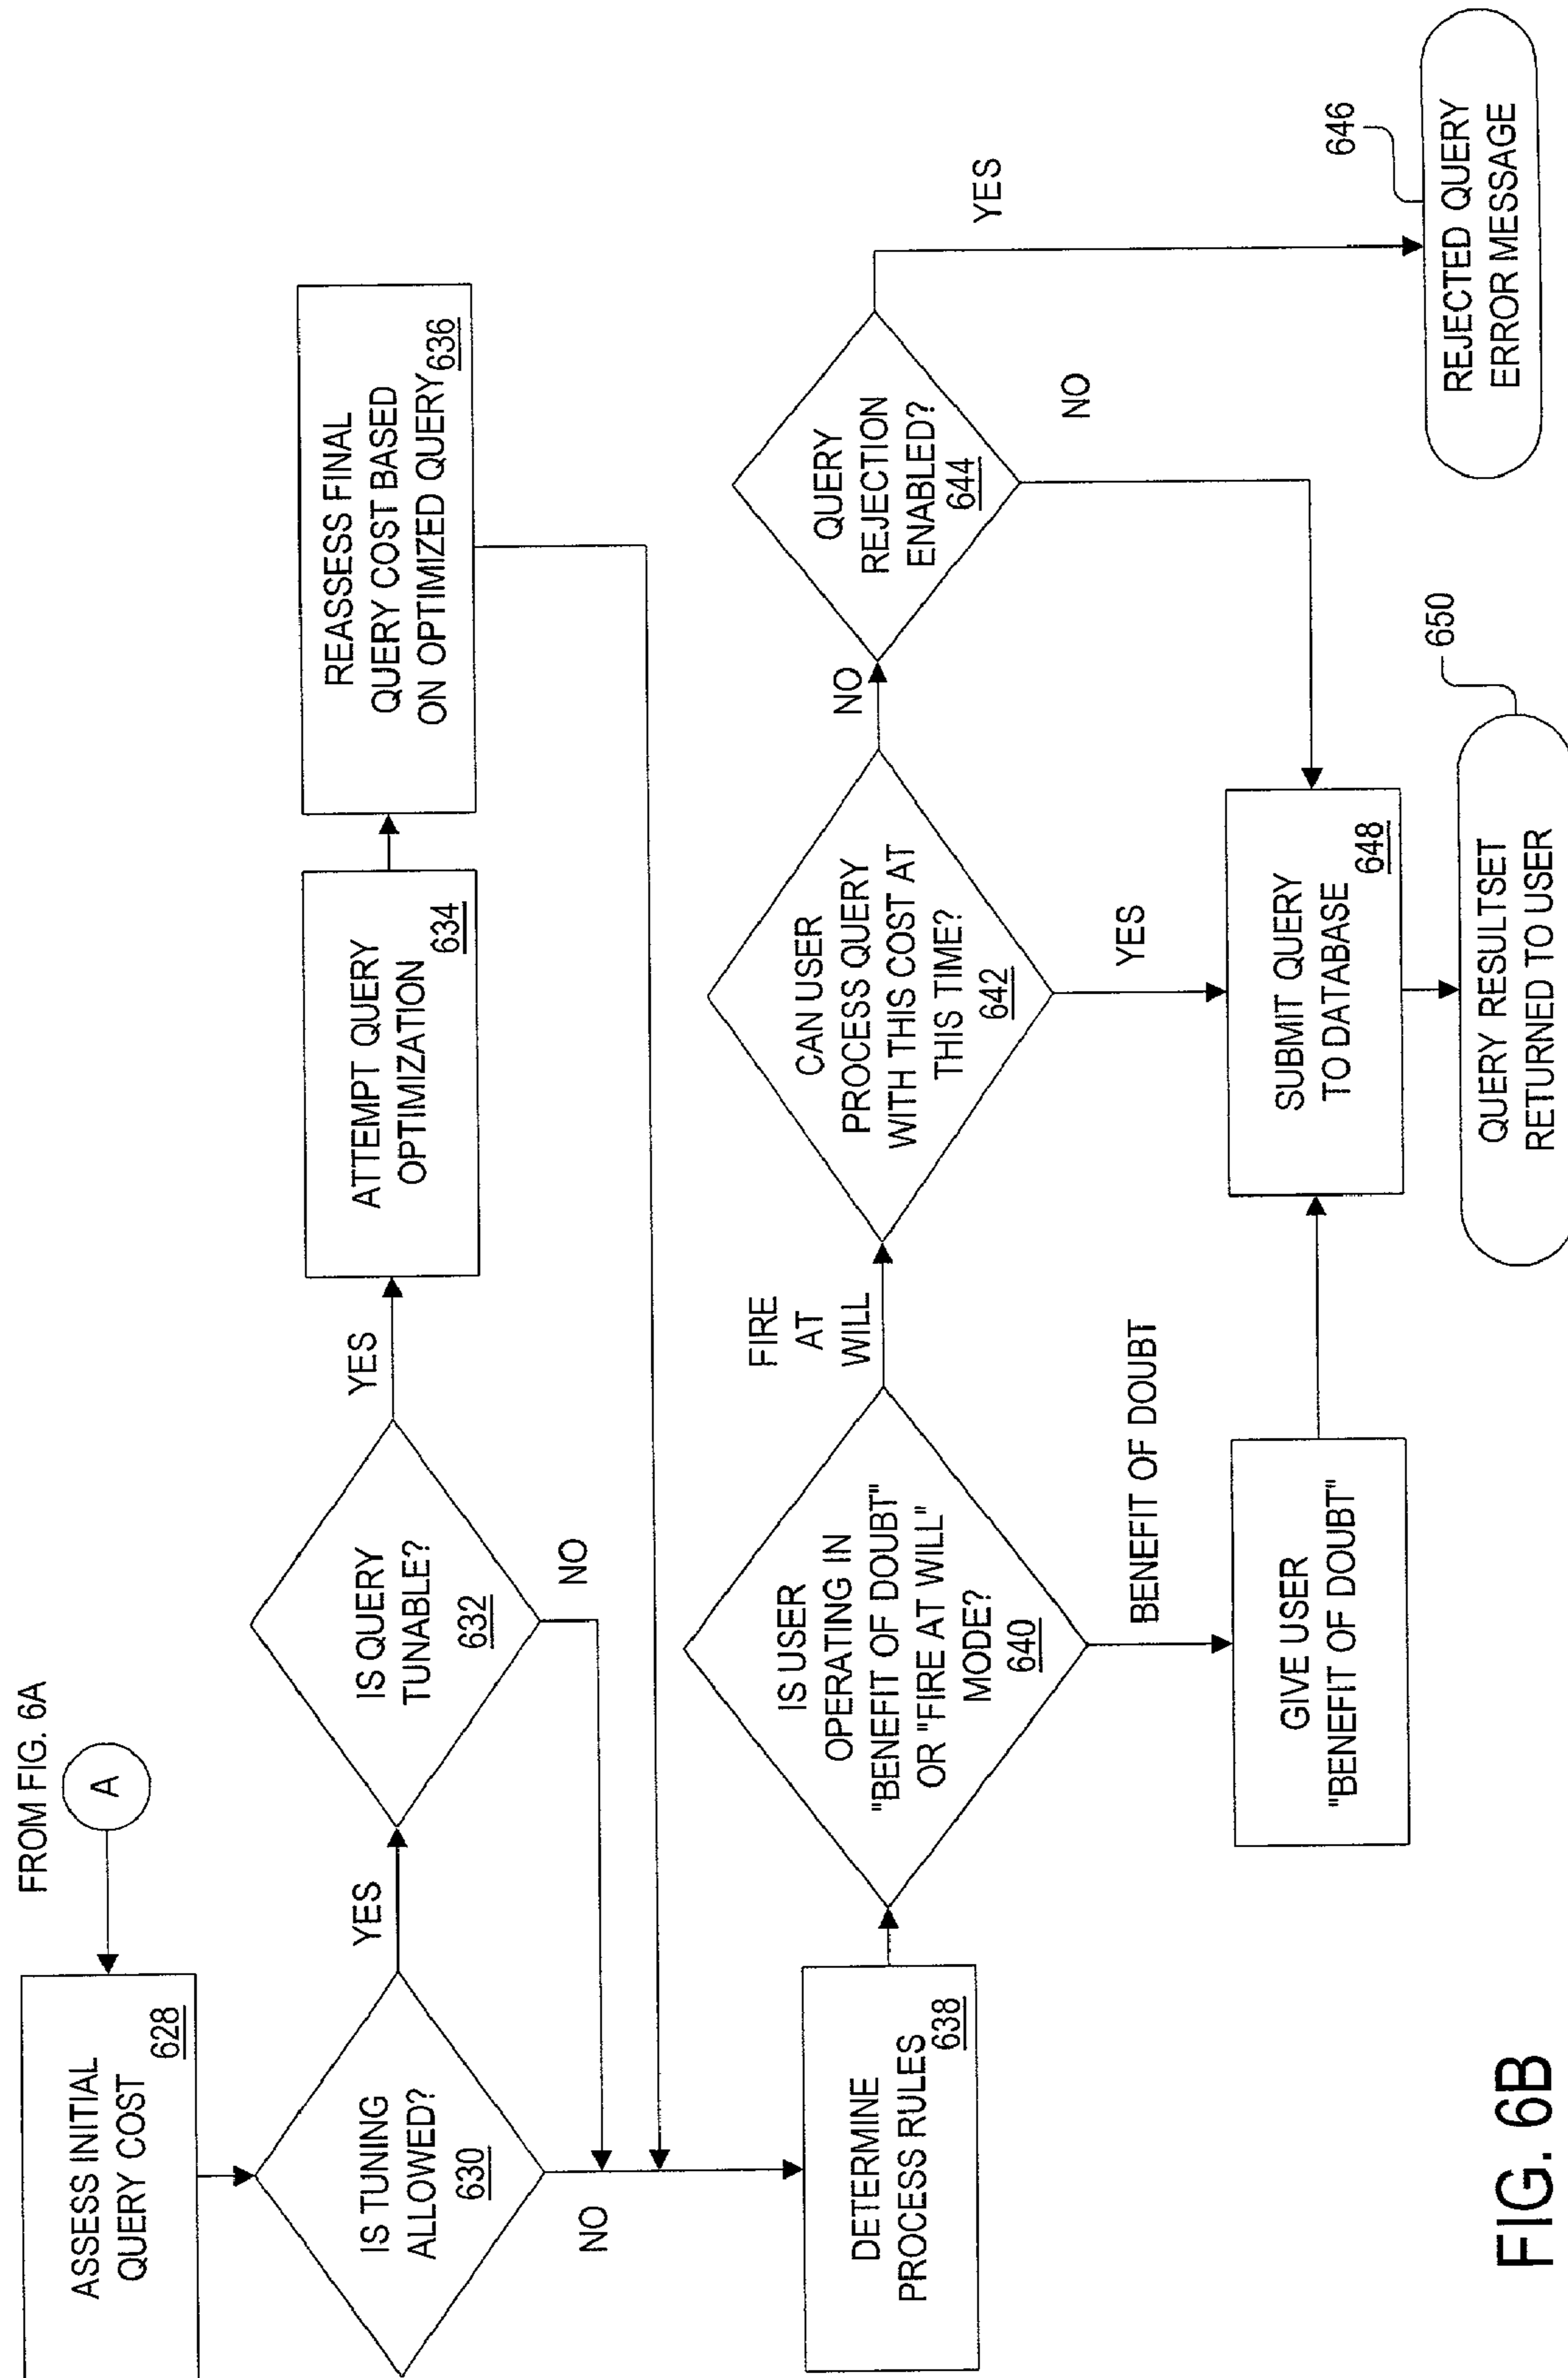 FROM FIG. 6A
A
ASSESS INITIAL
QUERY COST
628
IS TUNING
ALLOWED?
630
YES
NO
IS QUERY
TUNABLE?
632
YES
NO
ATTEMPT QUERY
OPTIMIZATION
634
REASSESS FINAL
QUERY COST BASED
ON OPTIMIZED QUERY
636
DETERMINE
PROCESS RULES
638
IS USER
OPERATING IN
"BENEFIT OF DOUBT"
OR "FIRE AT WILL"
MODE?
640
FIRE
AT
WILL
BENEFIT OF DOUBT
GIVE USER
"BENEFIT OF DOUBT"
CAN USER
PROCESS QUERY
WITH THIS COST AT
THIS TIME?
642
NO
YES
QUERY
REJECTION
ENABLED?
644
YES
NO
SUBMIT QUERY
TO DATABASE
648
646
REJECTED QUERY
ERROR MESSAGE
650
QUERY RESULTSET
RETURNED TO USER
FIG. 6B